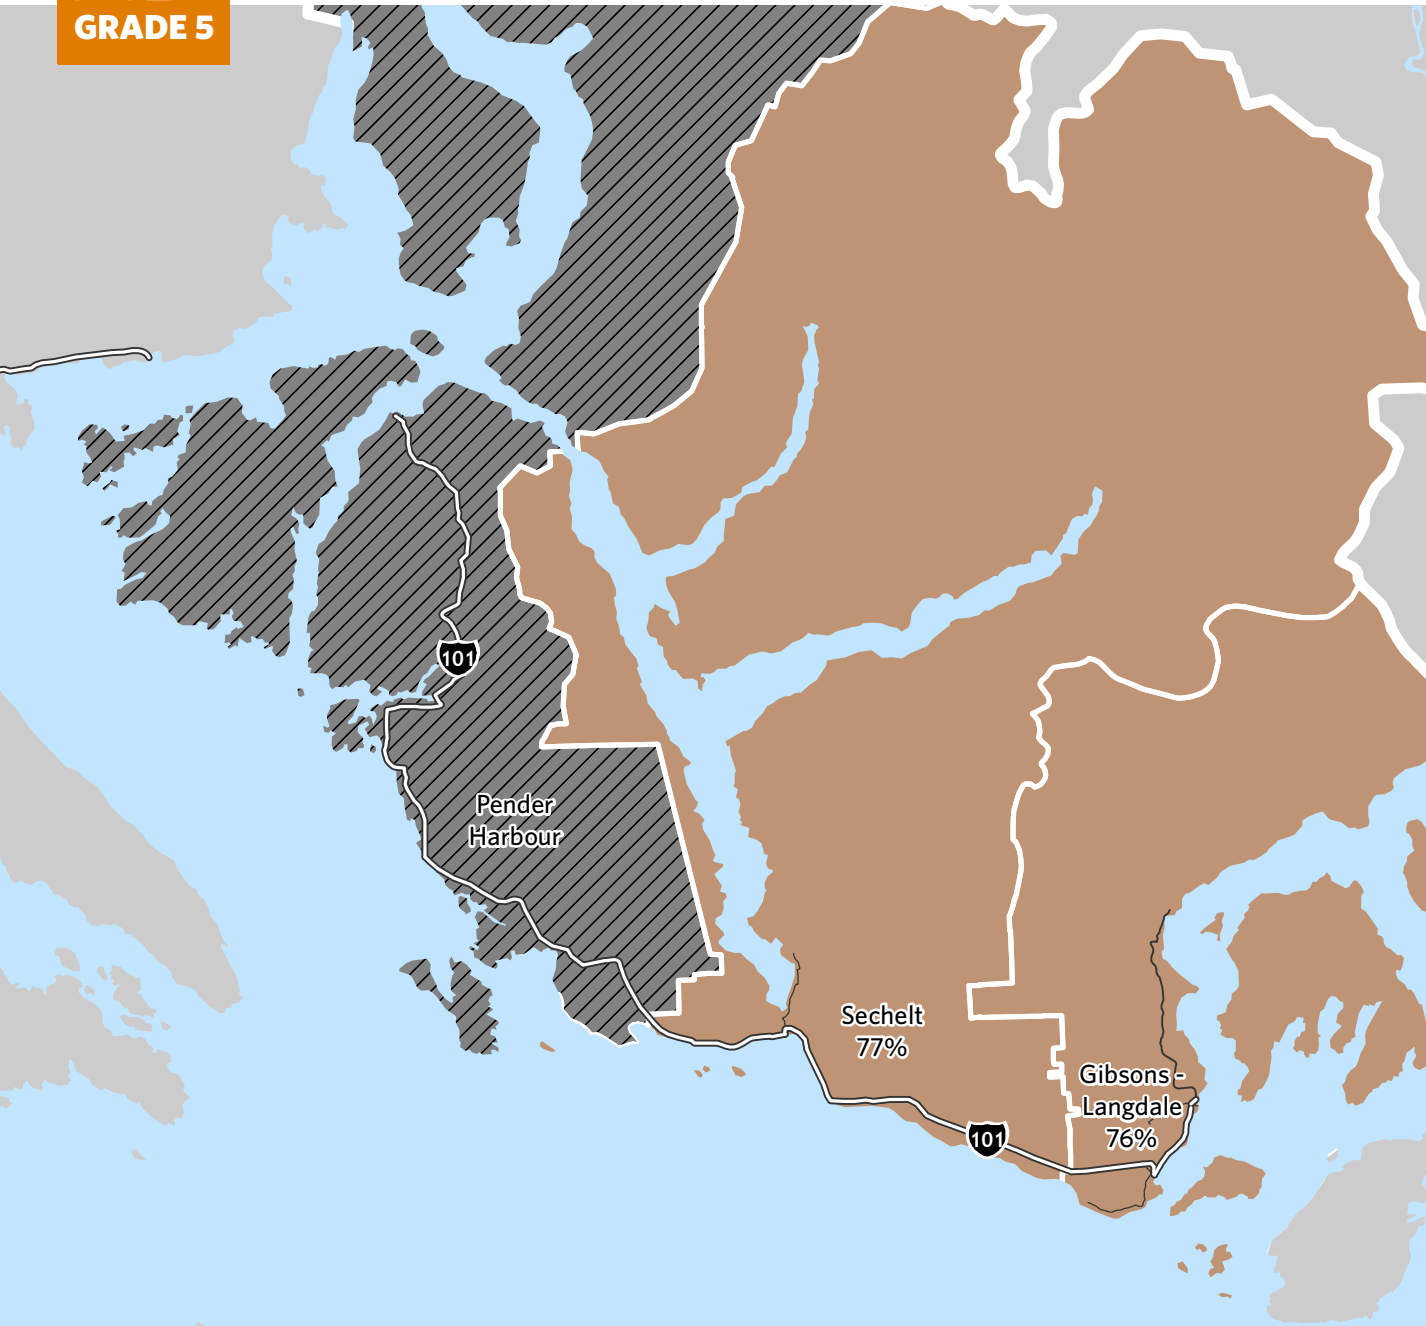 GRADE 5
101
Pender
Harbour
Sechelt
77%
Gibsons -
Langdale
76%
101